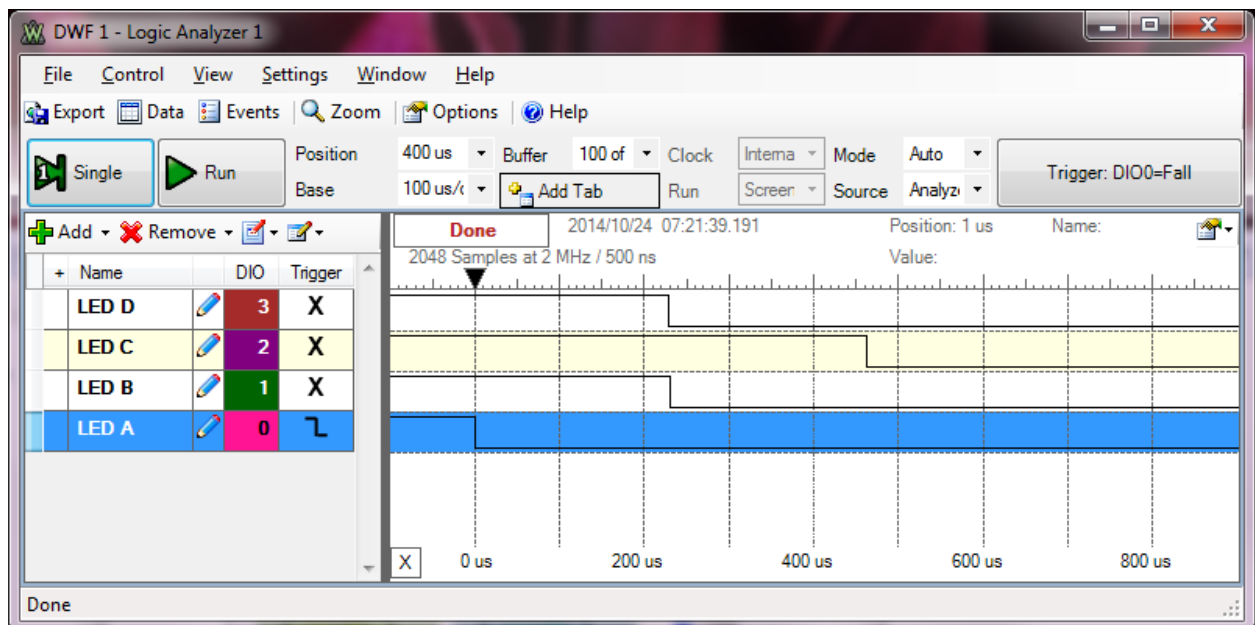 DWF 1 - Logic Analyzer 1
File Control View Settings Window Help
Export Data Events Zoom Options Help
Single Run Position 400 us Buffer 100 of Clock Interna Mode Auto Trigger: DIO0=Fall
Base 100 us/ Add Tab Run Screen Source Analyz
Add Remove Done 2014/10/24 07:21:39.191 Position: 1 us Name:
2048 Samples at 2 MHz / 500 ns Value:
+ Name DIO Trigger
LED D 3 X
LED C 2 X
LED B 1 X
LED A 0
X 0 us 200 us 400 us 600 us 800 us
Done